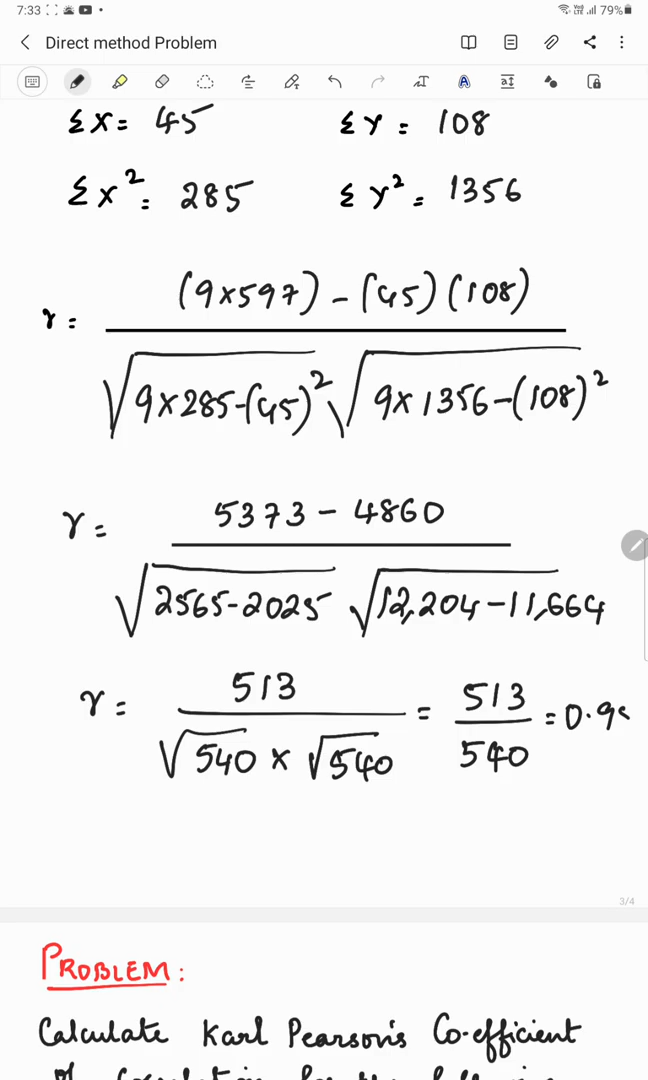 7:33 79%
Direct method Problem
Σx = 45 Σy = 108
Σx² = 285 Σy² = 1356
r = (9×597) - (45)(108) / √9×285-(45)² √9×1356-(108)²
r = 5373 - 4860 / √2565-2025 √12,204-11,664
r = 513 / √540 × √540 = 513 / 540 = 0.9
3/4
PROBLEM:
Calculate Karl Pearson's Co-efficient